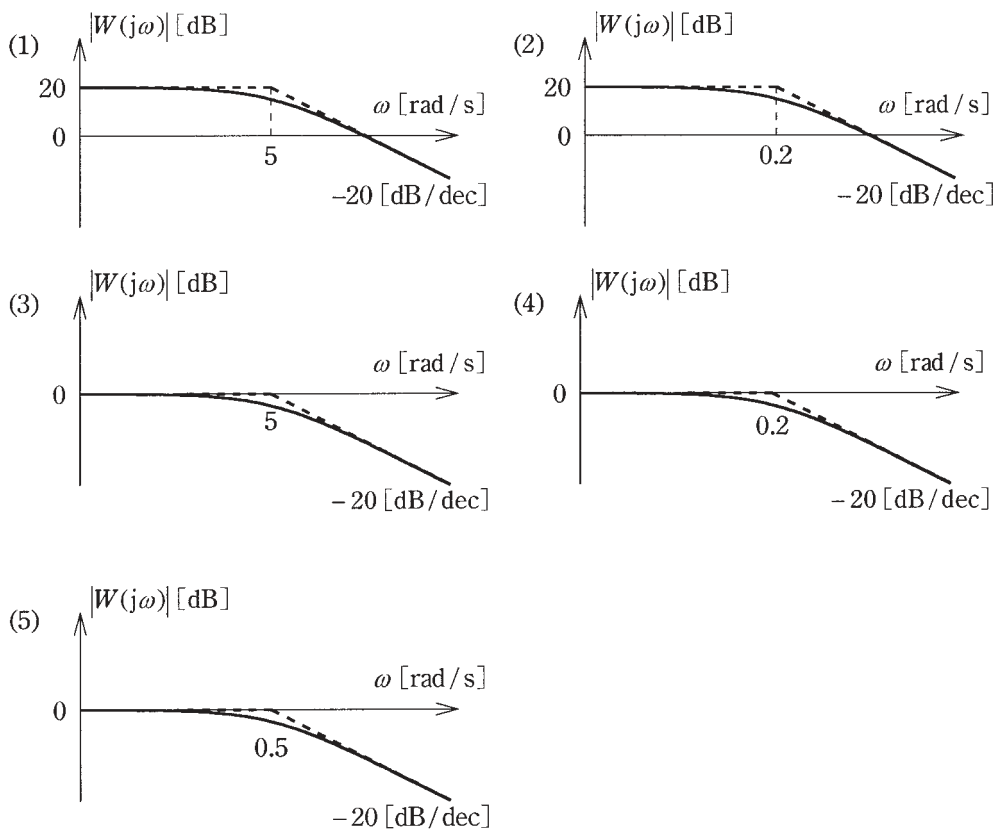 (1)
|W(jω)| [dB]
20
0
ω [rad/s]
5
−20 [dB/dec]
(2)
|W(jω)| [dB]
20
0
ω [rad/s]
0.2
−20 [dB/dec]
(3)
|W(jω)| [dB]
0
ω [rad/s]
5
−20 [dB/dec]
(4)
|W(jω)| [dB]
0
ω [rad/s]
0.2
−20 [dB/dec]
(5)
|W(jω)| [dB]
0
ω [rad/s]
0.5
−20 [dB/dec]